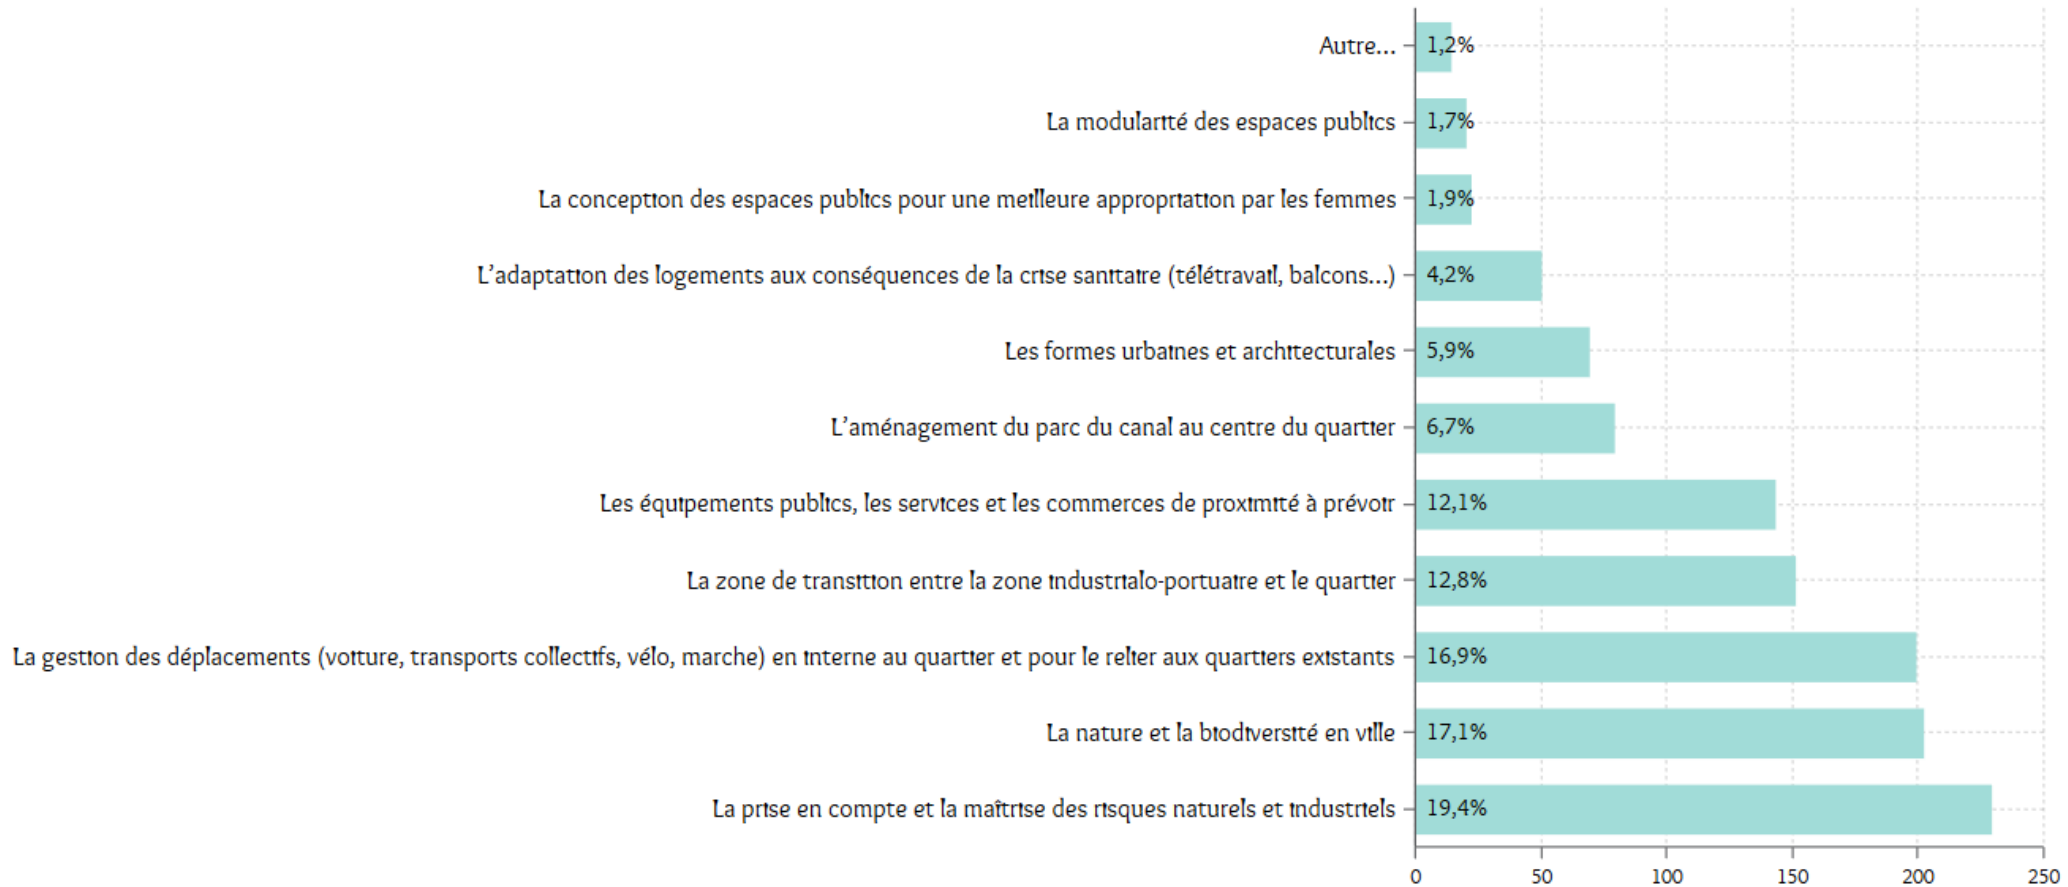 Autre... 1,2%
La modularité des espaces publics 1,7%
La conception des espaces publics pour une meilleure appropriation par les femmes 1,9%
L’adaptation des logements aux conséquences de la crise sanitaire (télétravail, balcons...) 4,2%
Les formes urbaines et architecturales 5,9%
L’aménagement du parc du canal au centre du quartier 6,7%
Les équipements publics, les services et les commerces de proximité à prévoir 12,1%
La zone de transition entre la zone industrialo-portuaire et le quartier 12,8%
La gestion des déplacements (voiture, transports collectifs, vélo, marche) en interne au quartier et pour le relier aux quartiers existants 16,9%
La nature et la biodiversité en ville 17,1%
La prise en compte et la maîtrise des risques naturels et industriels 19,4%
0 50 100 150 200 250